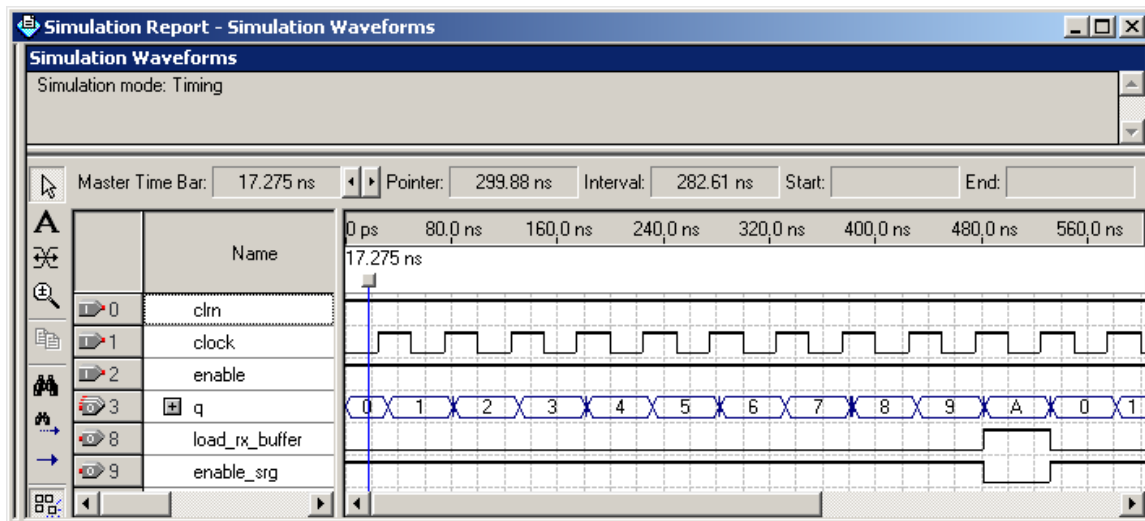 Simulation Report - Simulation Waveforms
Simulation Waveforms
Simulation mode: Timing
Master Time Bar: 17.275 ns Pointer: 299.88 ns Interval: 282.61 ns Start: End:
A Name 0 ps 80.0 ns 160.0 ns 240.0 ns 320.0 ns 400.0 ns 480.0 ns 560.0 ns
17.275 ns
0 clrn
1 clock
2 enable
3 q 0 1 2 3 4 5 6 7 8 9 A 0 1
8 load_rx_buffer
9 enable_srg